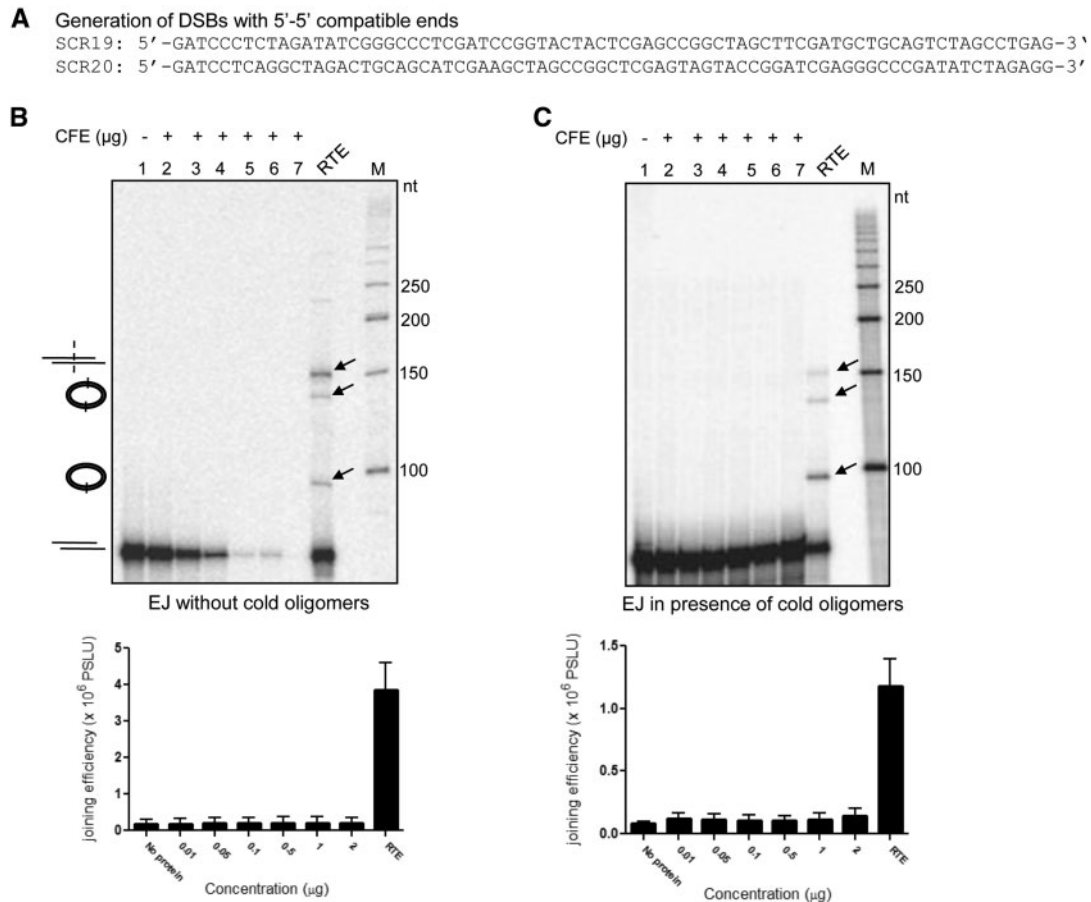 A
Generation of DSBs with 5'-5' compatible ends
SCR19: 5'-GATCCCTCTAGATATCGGGCCCTCGATCCGGTACTACTCGAGCCGGCTAGCTTCGATGCTGCAGTCTAGCCTGAG-3‘
SCR20: 5'-GATCCTCAGGCTAGACTGCAGCATCGAAGCTAGCCGGCTCGAGTAGTACCGGATCGAGGGCCCGATATCTAGAGG-3'
B
CFE (µg) - + + + + + +
1 2 3 4 5 6 7 RTE M
nt
250
200
150
100
EJ without cold oligomers
joining efficiency (x 10⁶ PSLU)
5
4
3
2
1
0
No protein 0.01 0.05 0.1 0.5 1 2 RTE
Concentration (µg)
C
CFE (µg) - + + + + + +
1 2 3 4 5 6 7 RTE M
nt
250
200
150
100
EJ in presence of cold oligomers
joining efficiency (x 10⁶ PSLU)
1.5
1.0
0.5
0.0
No protein 0.01 0.05 0.1 0.5 1 2 RTE
Concentration (µg)